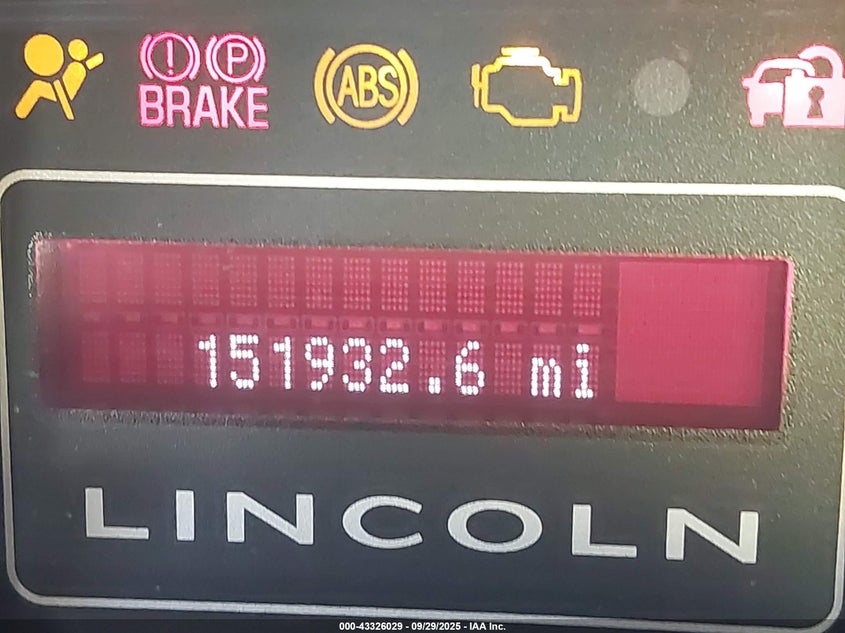 ! P
BRAKE
ABS
151932.6 mi
LINCOLN
000-43326029 - 09/29/2025 - IAA Inc.